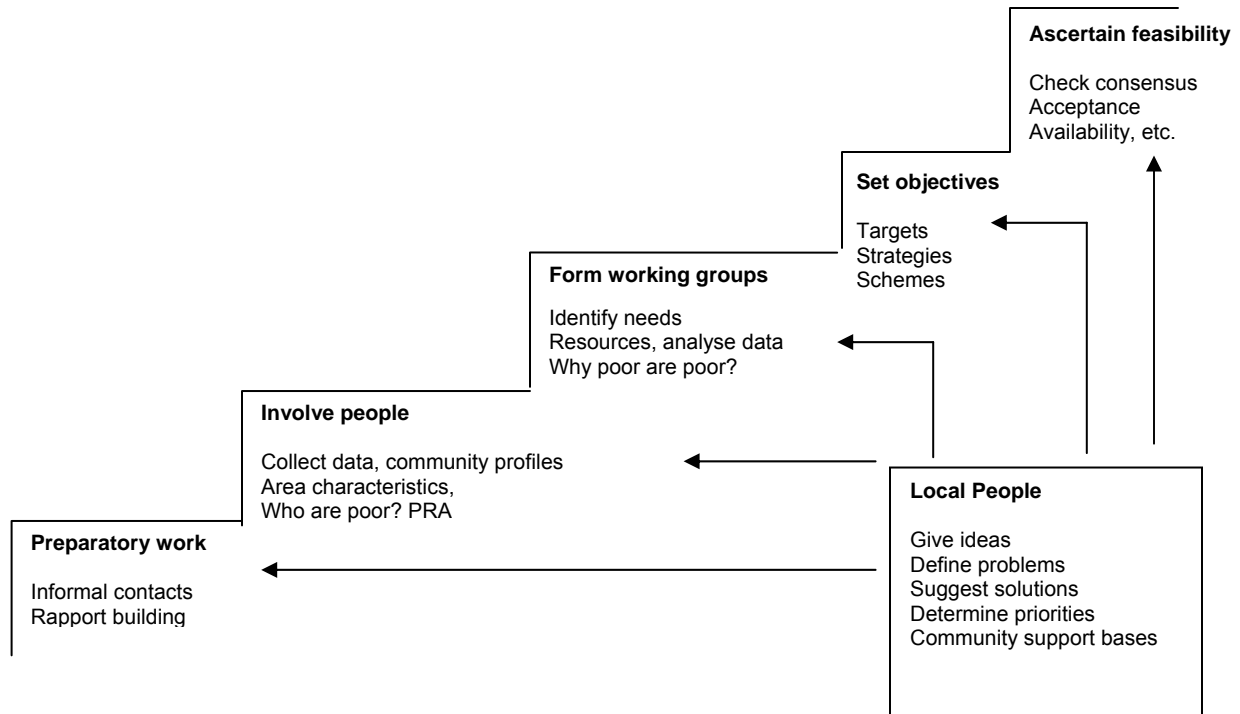 Ascertain feasibility
Check consensus
Acceptance
Availability, etc.
Set objectives
Targets
Strategies
Schemes
Form working groups
Identify needs
Resources, analyse data
Why poor are poor?
Involve people
Collect data, community profiles
Area characteristics,
Who are poor? PRA
Preparatory work
Informal contacts
Rapport building
Local People
Give ideas
Define problems
Suggest solutions
Determine priorities
Community support bases